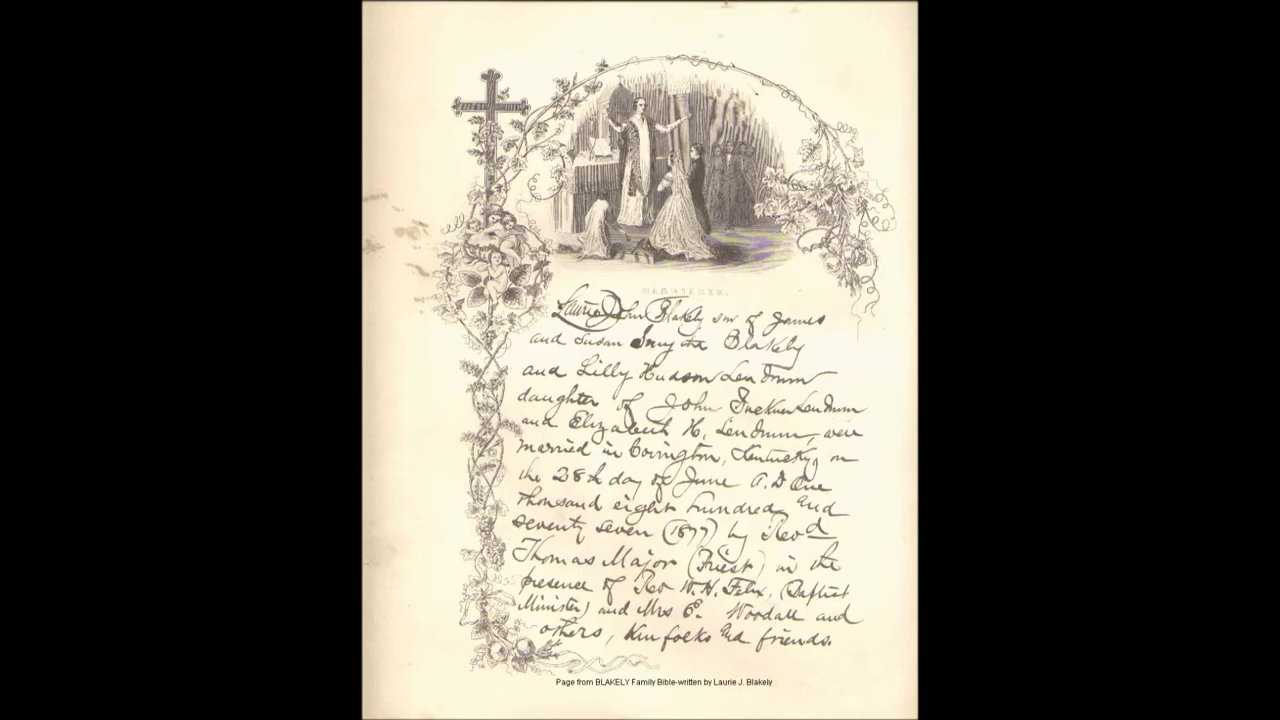 MARRIAGES.
Laurie John Blakely son of James
and Susan Smythe Blakely
and Lilly Hudson Lendrum
daughter of John Lendrum
and Elizabeth H. Lendrum, were
married in Covington, Kentucky, on
the 28th day of June A.D One
thousand eight hundred and
seventy seven (1877) by Revd
Thomas Major (Priest) in the
presence of Rev W. H. Felix, (Baptist
Minister) and Mrs E. Woodall and
others, Kinfolks and friends.
Page from BLAKELY Family Bible-written by Laurie J. Blakely